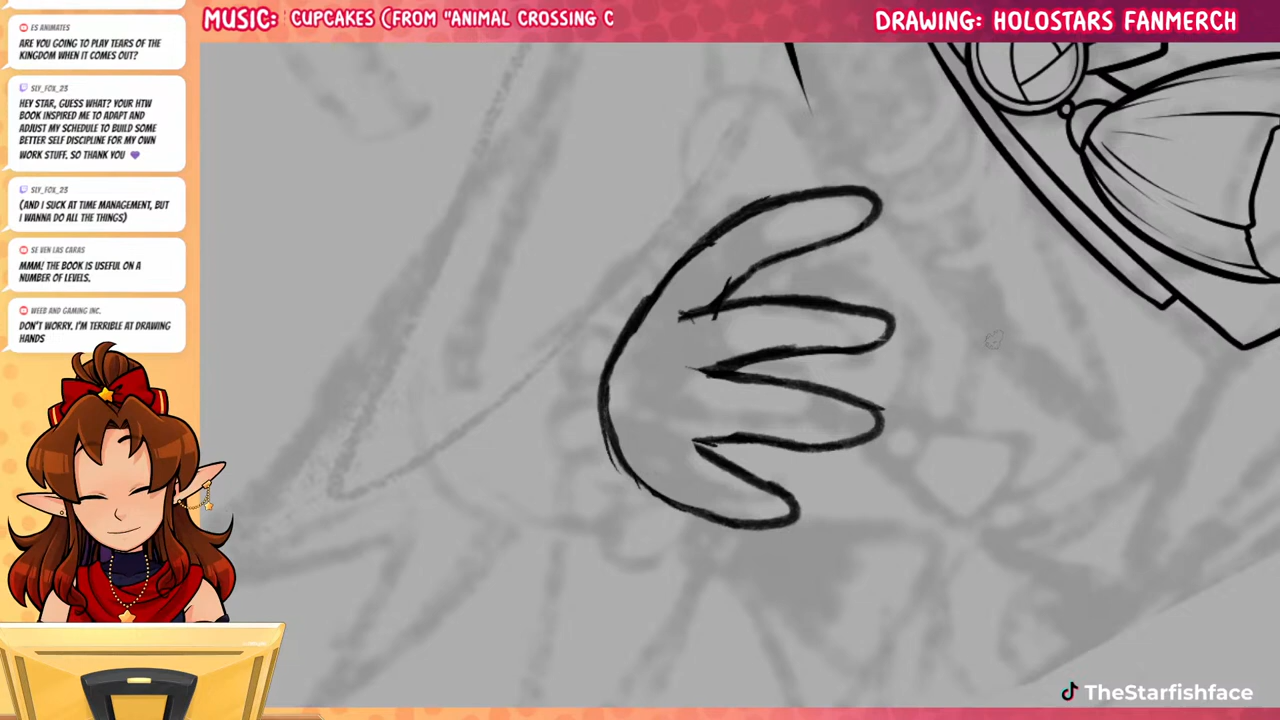 MUSIC: CUPCAKES (FROM "ANIMAL CROSSING C
DRAWING: HOLOSTARS FANMERCH
ES ANIMATES
ARE YOU GOING TO PLAY TEARS OF THE
KINGDOM WHEN IT COMES OUT?
SLY_FOX_23
HEY STAR, GUESS WHAT? YOUR HTW
BOOK INSPIRED ME TO ADAPT AND
ADJUST MY SCHEDULE TO BUILD SOME
BETTER SELF DISCIPLINE FOR MY OWN
WORK STUFF. SO THANK YOU 💜
SLY_FOX_23
(AND I SUCK AT TIME MANAGEMENT, BUT
I WANNA DO ALL THE THINGS)
SE VEN LAS CARAS
MMM! THE BOOK IS USEFUL ON A
NUMBER OF LEVELS.
WEEB AND GAMING INC.
DON'T WORRY. I'M TERRIBLE AT DRAWING
HANDS
TheStarfishface